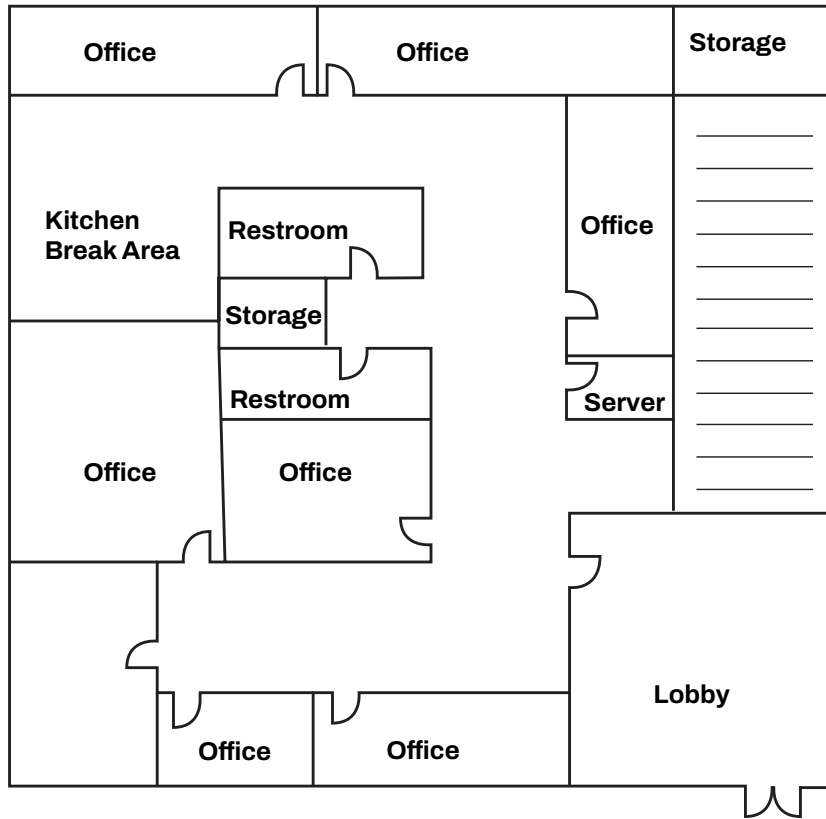 Office
Office
Storage
Kitchen
Break Area
Restroom
Office
Storage
Restroom
Server
Office
Office
Lobby
Office
Office